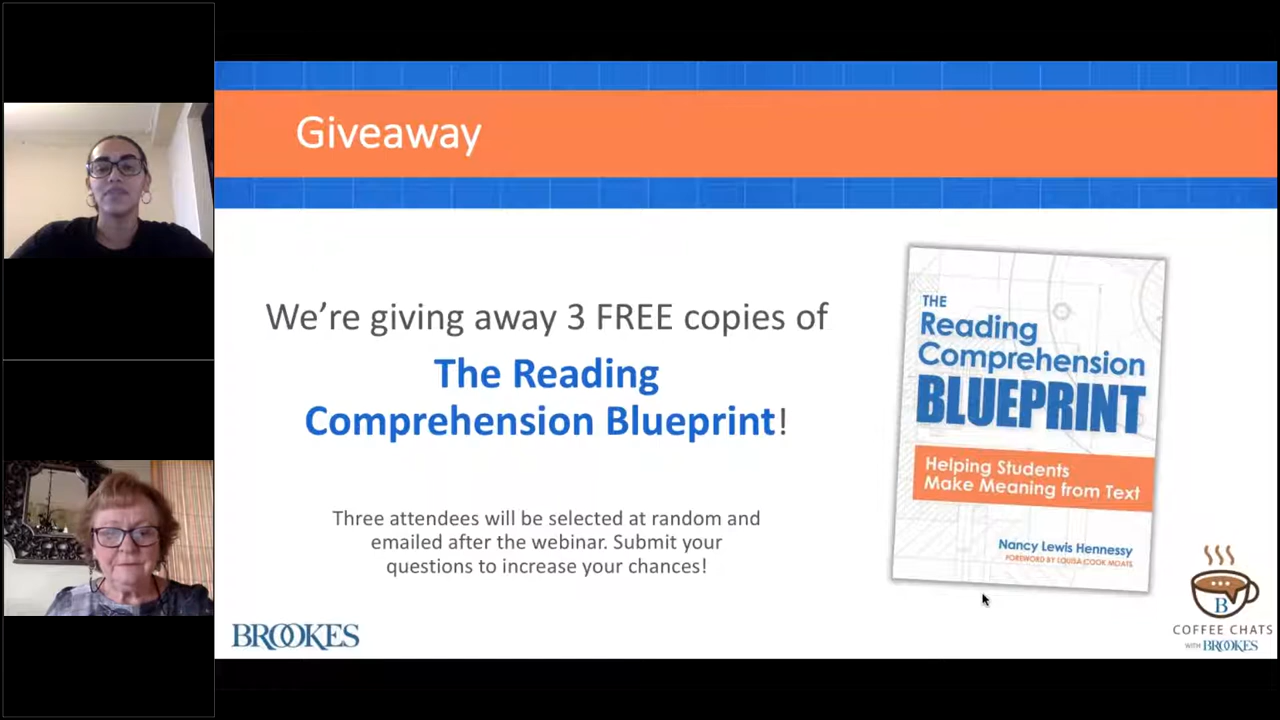 Giveaway
We're giving away 3 FREE copies of
The Reading
Comprehension Blueprint!
Three attendees will be selected at random and
emailed after the webinar. Submit your
questions to increase your chances!
BROOKES
THE
Reading
Comprehension
BLUEPRINT
Helping Students
Make Meaning from Text
Nancy Lewis Hennessy
FOREWORD BY LOUISA COOK MOATS
B
COFFEE CHATS
WITH BROOKES